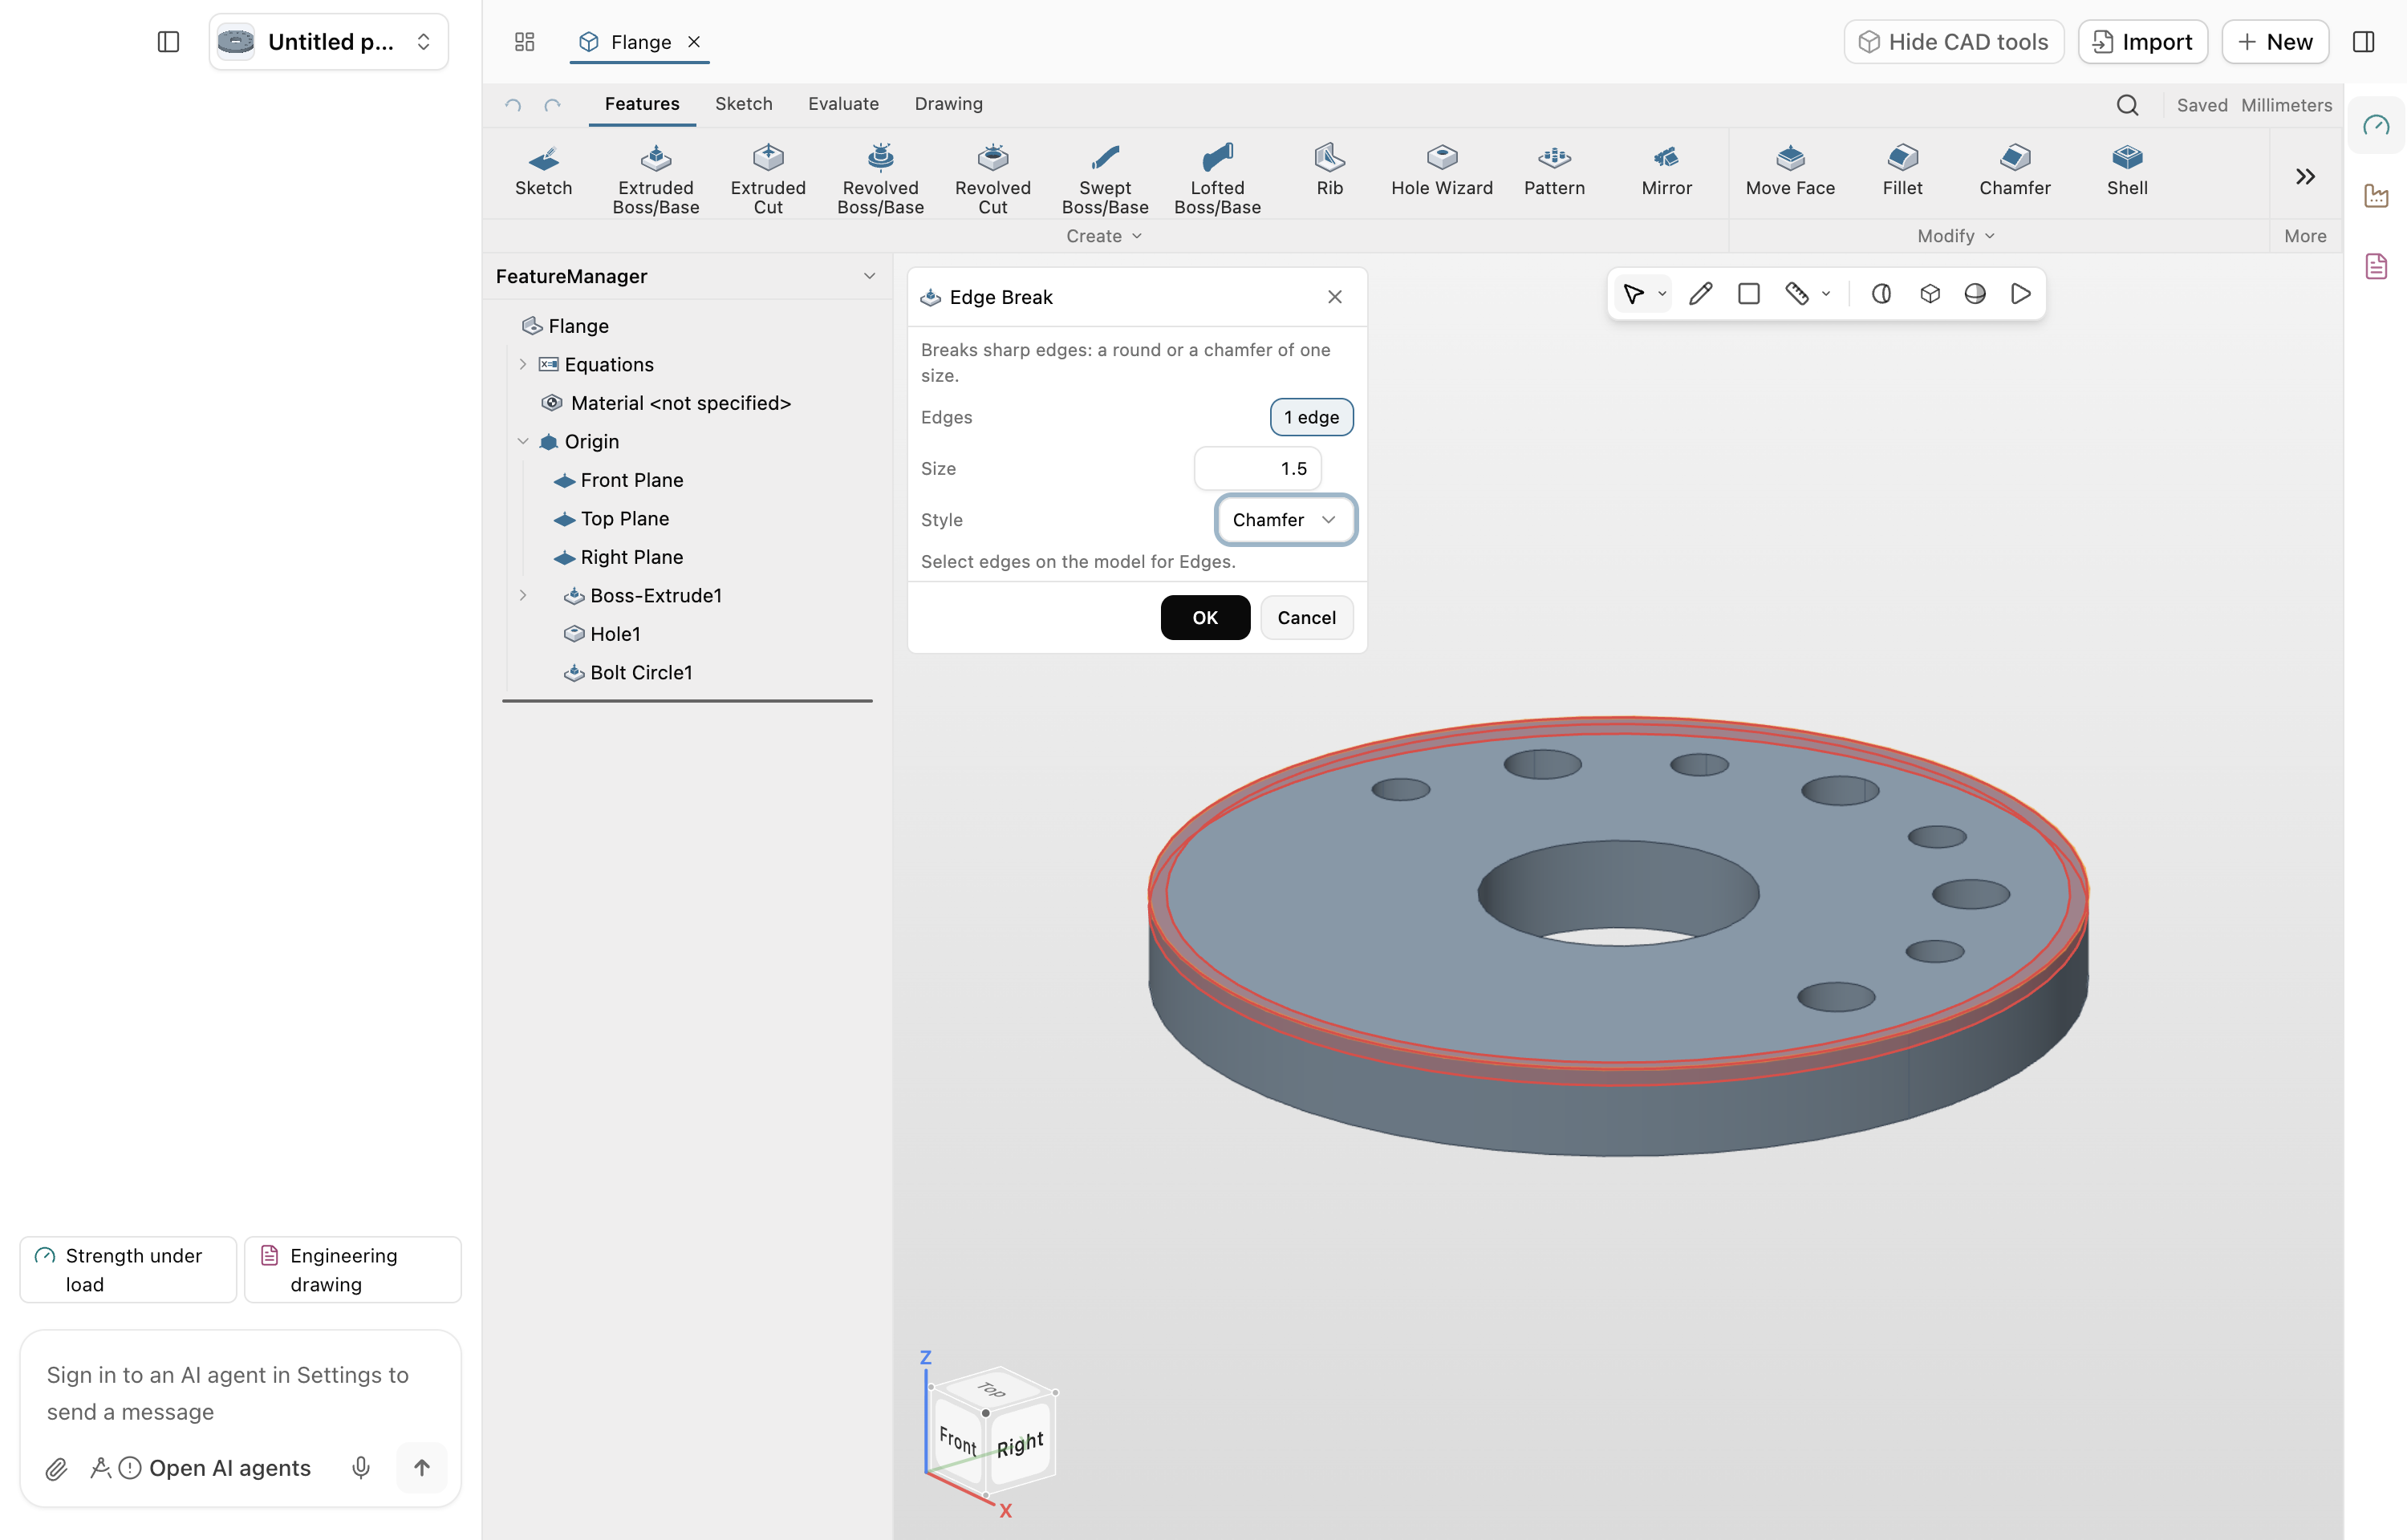 Untitled p...
Flange
Hide CAD tools
Import
New
Features
Sketch
Evaluate
Drawing
Saved
Millimeters
Sketch
Extruded
Boss/Base
Extruded
Cut
Revolved
Boss/Base
Revolved
Cut
Swept
Boss/Base
Lofted
Boss/Base
Rib
Hole Wizard
Pattern
Mirror
Move Face
Fillet
Chamfer
Shell
Create
Modify
More
FeatureManager
Flange
Equations
Material <not specified>
Origin
Front Plane
Top Plane
Right Plane
Boss-Extrude1
Hole1
Bolt Circle1
Edge Break
Breaks sharp edges: a round or a chamfer of one
size.
Edges
1 edge
Size
1.5
Style
Chamfer
Select edges on the model for Edges.
OK
Cancel
Strength under
load
Engineering
drawing
Sign in to an AI agent in Settings to
send a message
Open AI agents
Z
Top
Front
Right
X